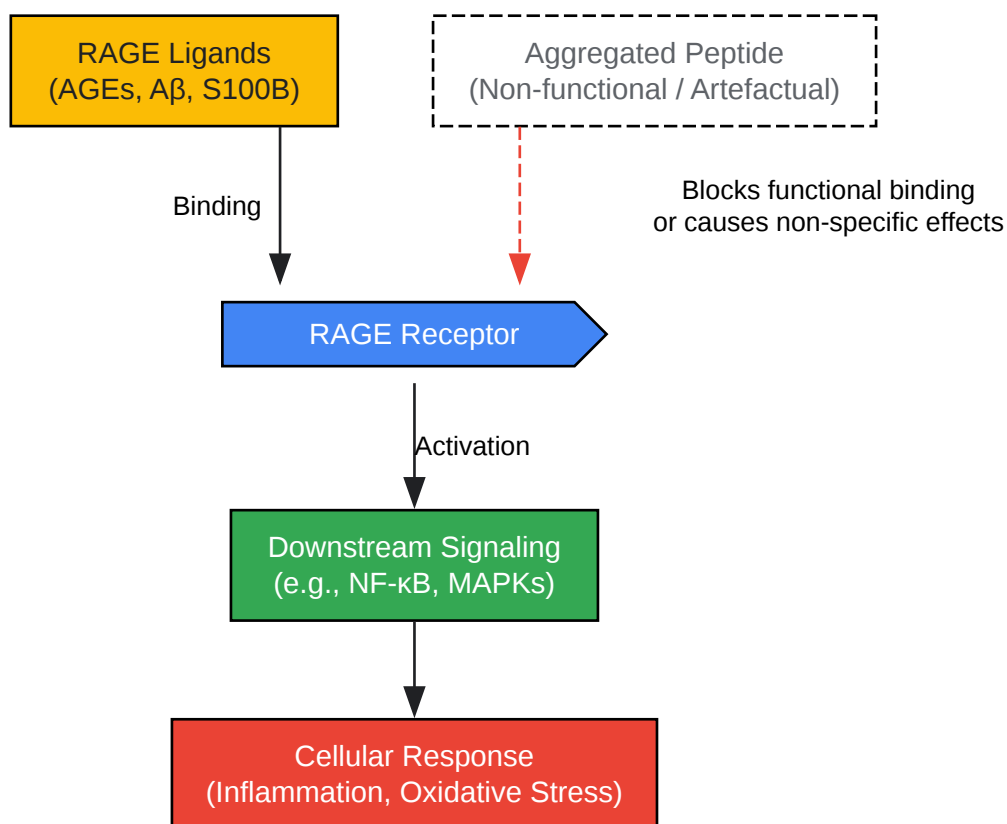 RAGE Ligands
(AGEs, Aβ, S100B)
Aggregated Peptide
(Non-functional / Artefactual)
Binding
Blocks functional binding
or causes non-specific effects
RAGE Receptor
Activation
Downstream Signaling
(e.g., NF-κB, MAPKs)
Cellular Response
(Inflammation, Oxidative Stress)